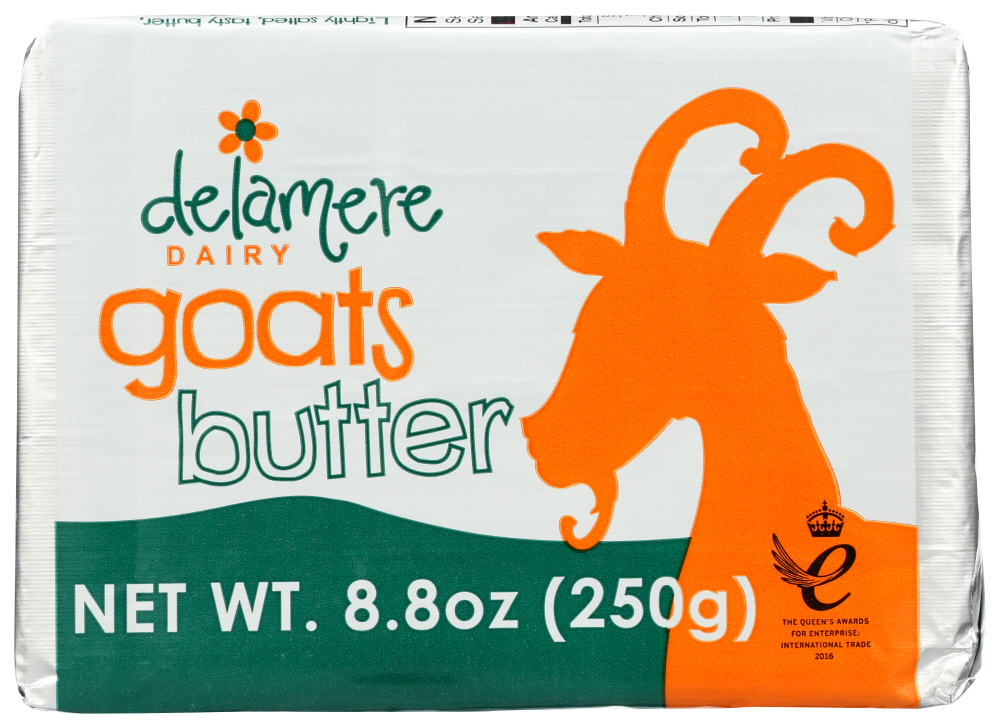 Lightly salted, tasty butter,
delamere
DAIRY
goats
butter
NET WT. 8.8oz (250g)
THE QUEEN'S AWARDS
FOR ENTERPRISE:
INTERNATIONAL TRADE
2016